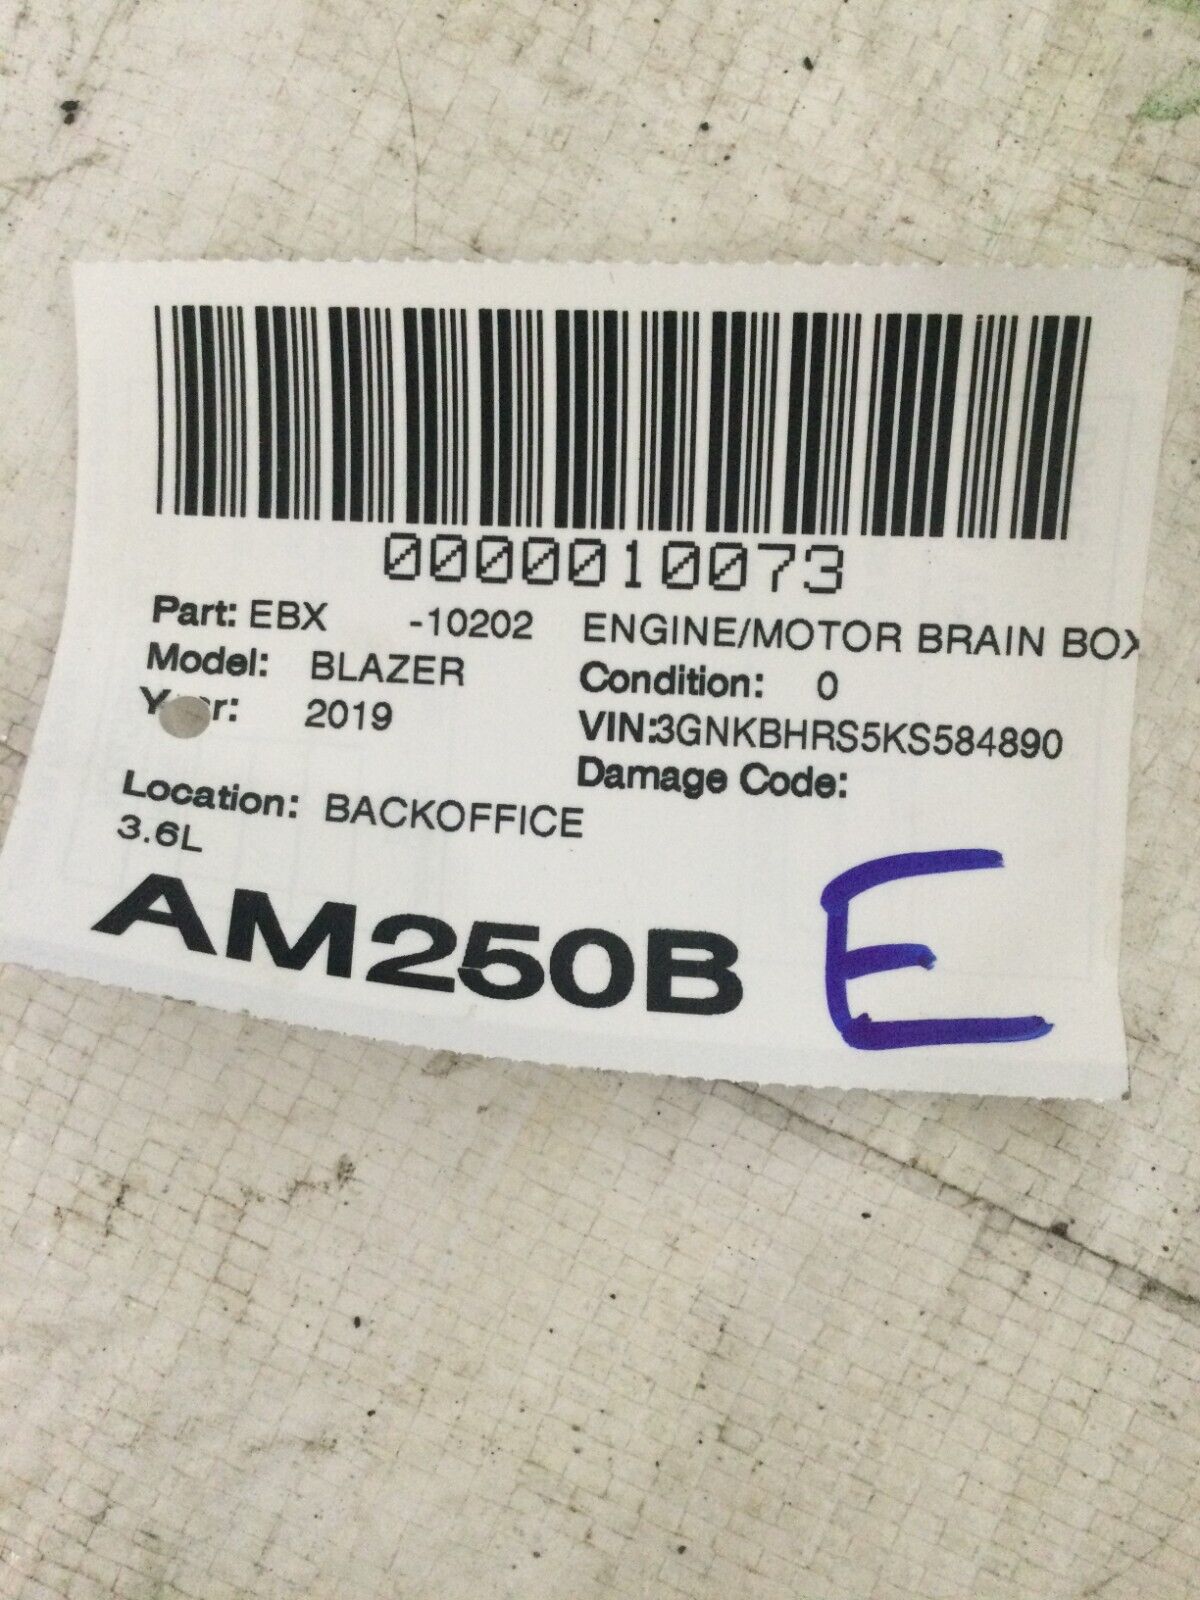 0000010073
Part: EBX -10202 ENGINE/MOTOR BRAIN BOX
Model: BLAZER Condition: 0
Year: 2019 VIN:3GNKBHRS5KS584890
Damage Code:
Location: BACKOFFICE
3.6L
AM250B E